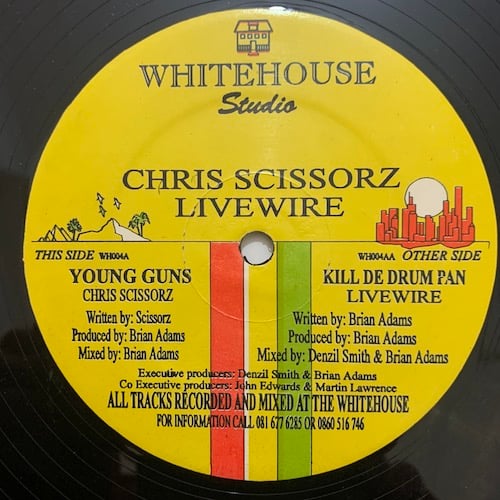 WHITEHOUSE
Studio
CHRIS SCISSORZ
LIVEWIRE
THIS SIDE WH004A
YOUNG GUNS
CHRIS SCISSORZ
Written by: Scissorz
Produced by: Brian Adams
Mixed by: Brian Adams
WH004AA OTHER SIDE
KILL DE DRUM PAN
LIVEWIRE
Written by: Brian Adams
Produced by: Brian Adams
Mixed by: Denzil Smith & Brian Adams
Executive producers: Denzil Smith & Brian Adams
Co Executive producers: John Edwards & Martin Lawrence
ALL TRACKS RECORDED AND MIXED AT THE WHITEHOUSE
FOR INFORMATION CALL 081 677 6285 OR 0860 516 746